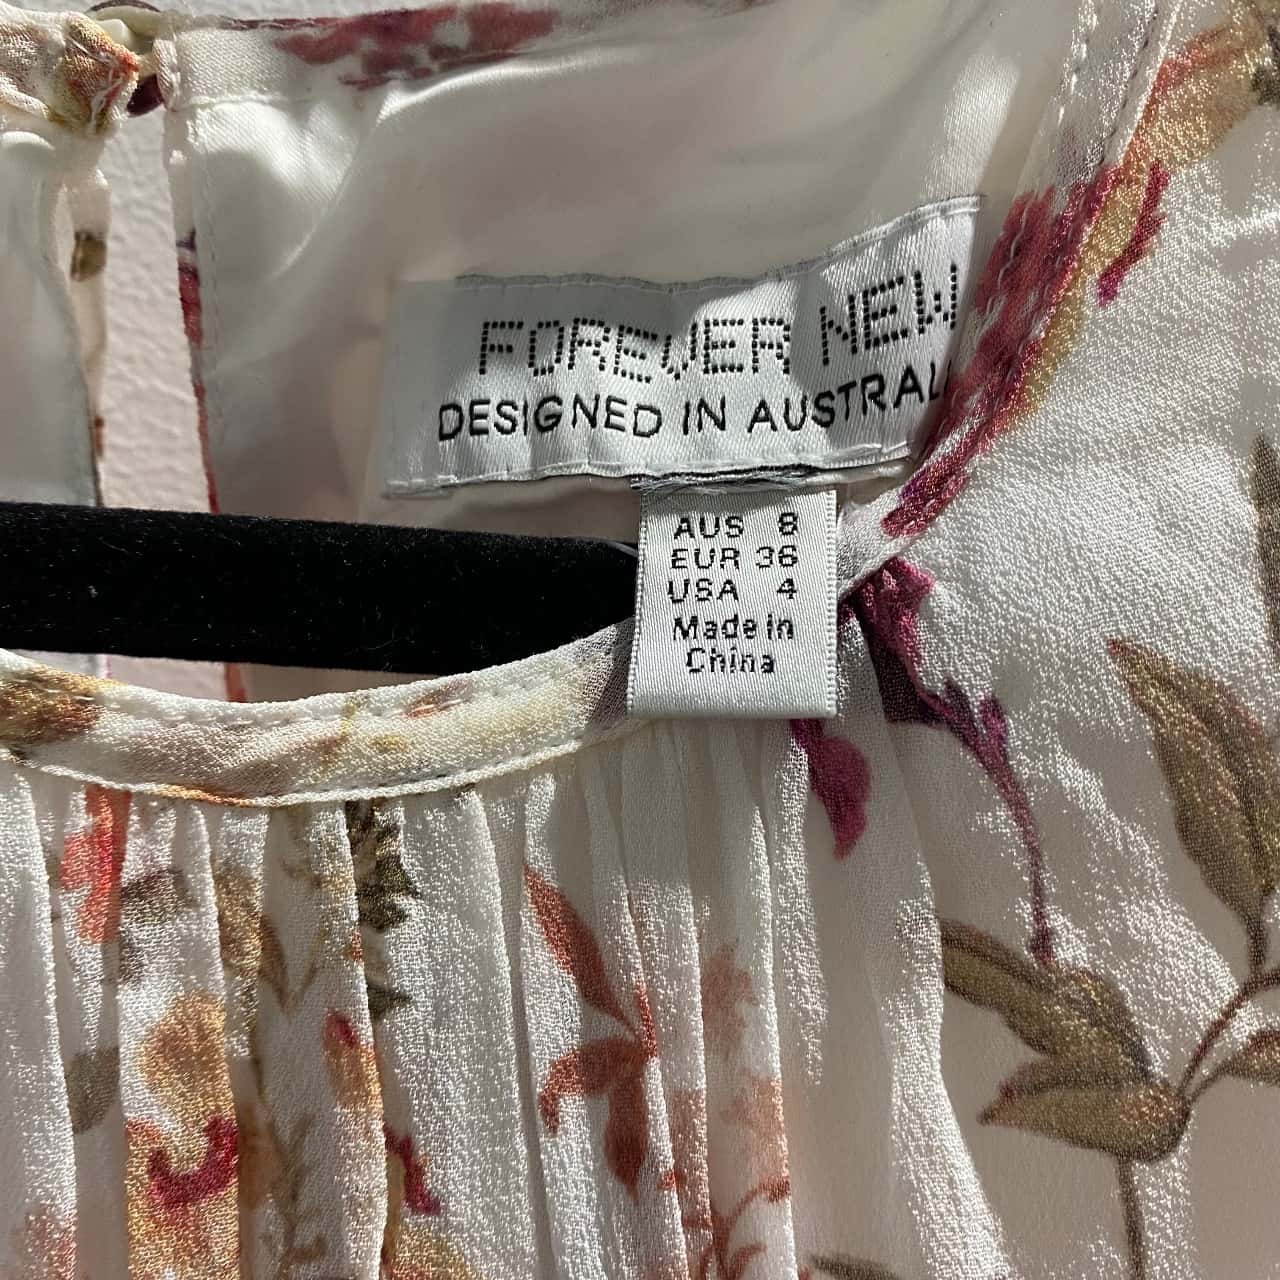 FOREVER NEW
DESIGNED IN AUSTRAL
AUS 8
EUR 36
USA 4
Made in
China